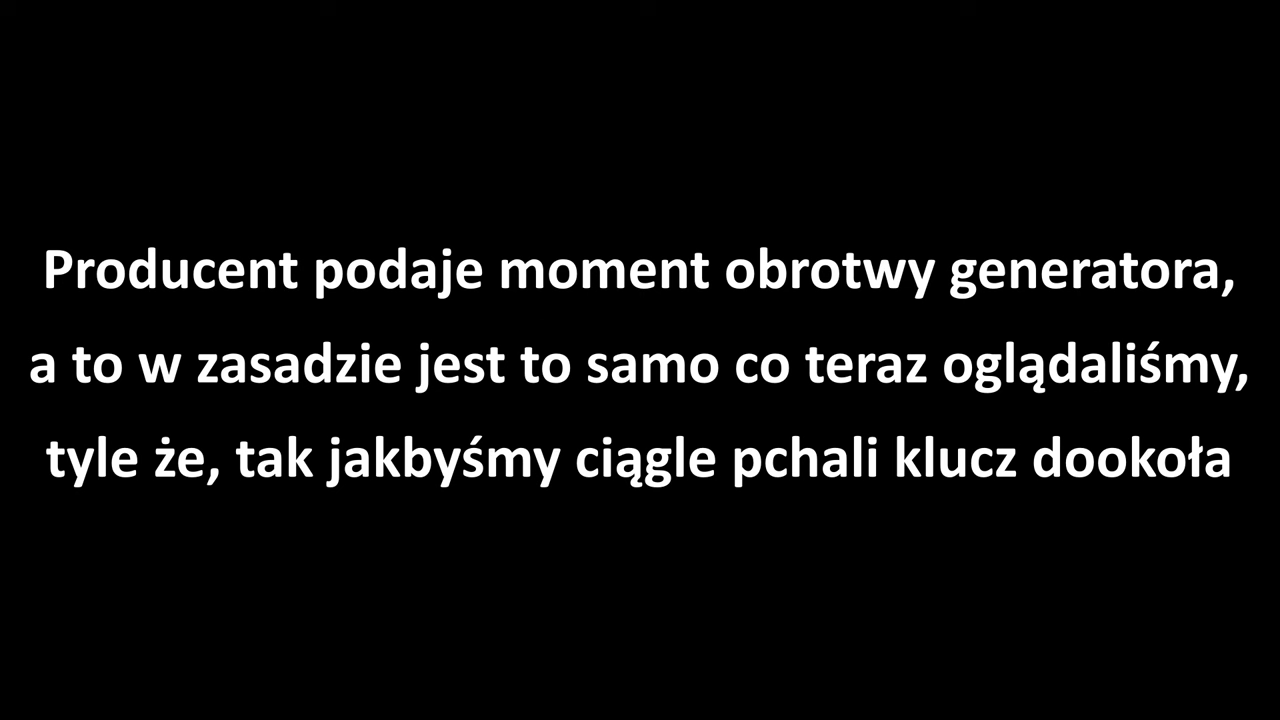 Producent podaje moment obrotwy generatora,
a to w zasadzie jest to samo co teraz oglądaliśmy,
tyle że, tak jakbyśmy ciągle pchali klucz dookoła